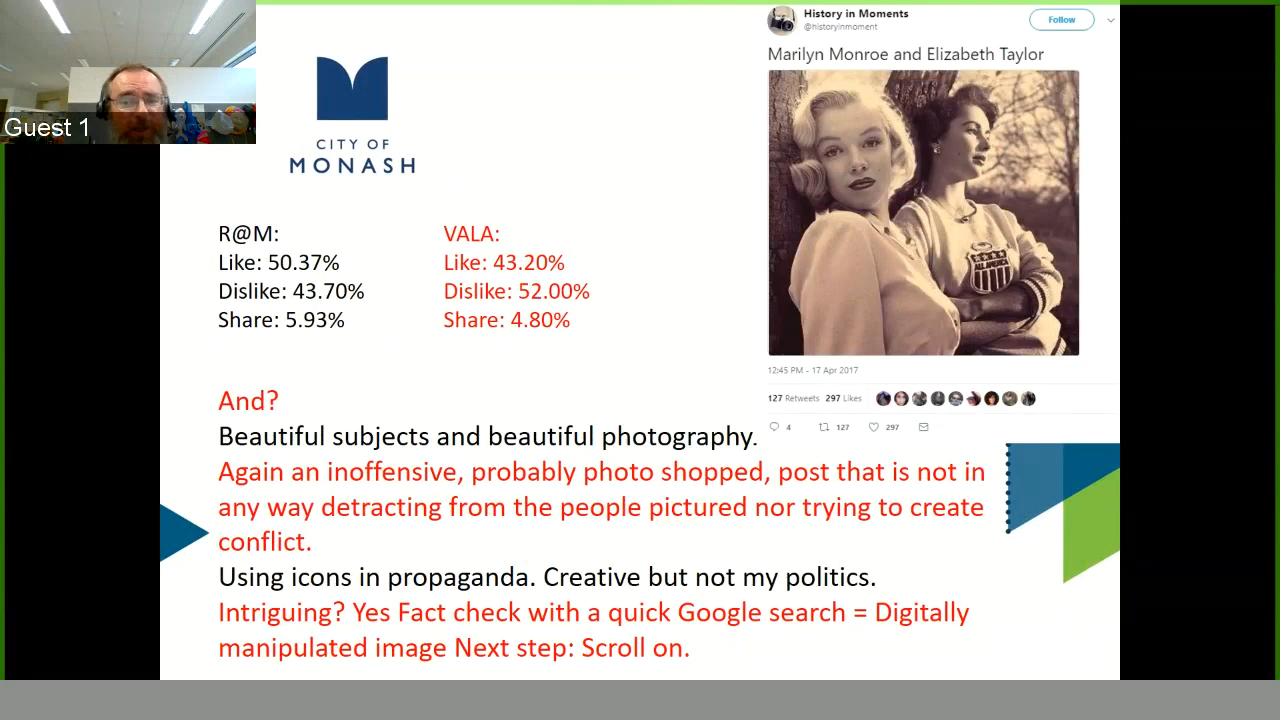 Guest 1
CITY OF
MONASH
History in Moments
@historyinmoment
Follow
Marilyn Monroe and Elizabeth Taylor
ALL AMERICA
12:45 PM - 17 Apr 2017
127 Retweets 297 Likes
4 127 297
R@M:
Like: 50.37%
Dislike: 43.70%
Share: 5.93%
VALA:
Like: 43.20%
Dislike: 52.00%
Share: 4.80%
And?
Beautiful subjects and beautiful photography.
Again an inoffensive, probably photo shopped, post that is not in
any way detracting from the people pictured nor trying to create
conflict.
Using icons in propaganda. Creative but not my politics.
Intriguing? Yes Fact check with a quick Google search = Digitally
manipulated image Next step: Scroll on.